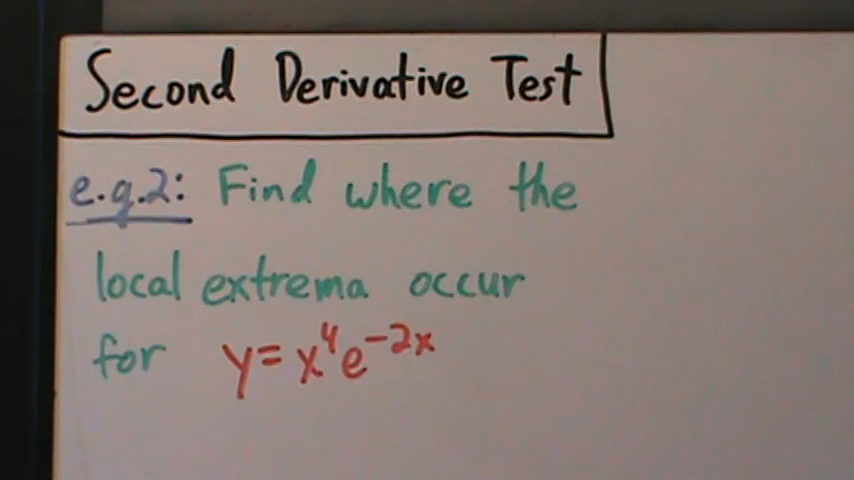 Second Derivative Test
e.g.2: Find where the
local extrema occur
for y=x⁴e⁻²ˣ